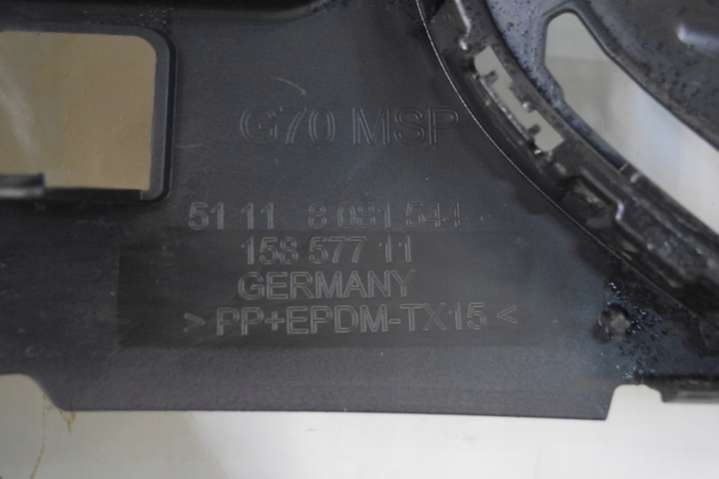 G70 MSP
51 11 8 081 544
158 577 11
GERMANY
> PP+EPDM-TX15 <